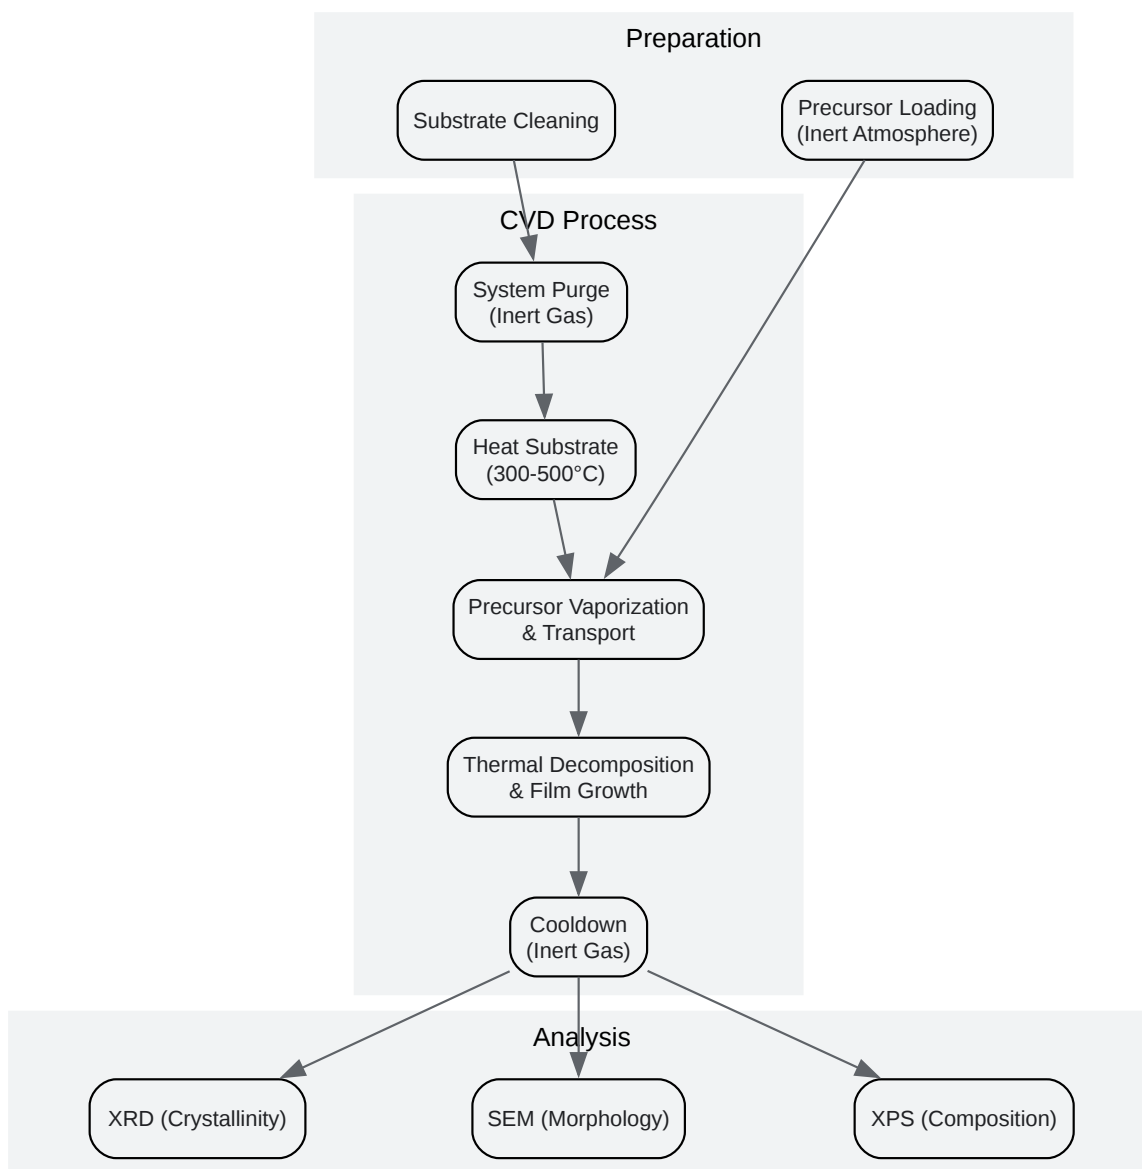 Preparation
Substrate Cleaning
Precursor Loading
(Inert Atmosphere)
CVD Process
System Purge
(Inert Gas)
Heat Substrate
(300-500°C)
Precursor Vaporization
& Transport
Thermal Decomposition
& Film Growth
Cooldown
(Inert Gas)
Analysis
XRD (Crystallinity)
SEM (Morphology)
XPS (Composition)